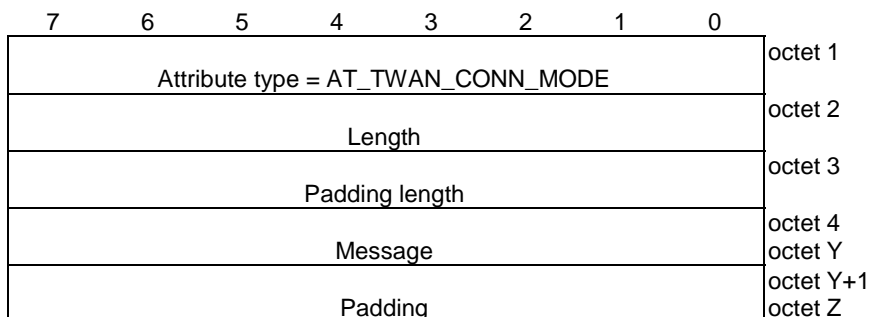 7 6 5 4 3 2 1 0
octet 1
Attribute type = AT_TWAN_CONN_MODE
octet 2
Length
octet 3
Padding length
octet 4
Message octet Y
octet Y+1
Padding octet Z